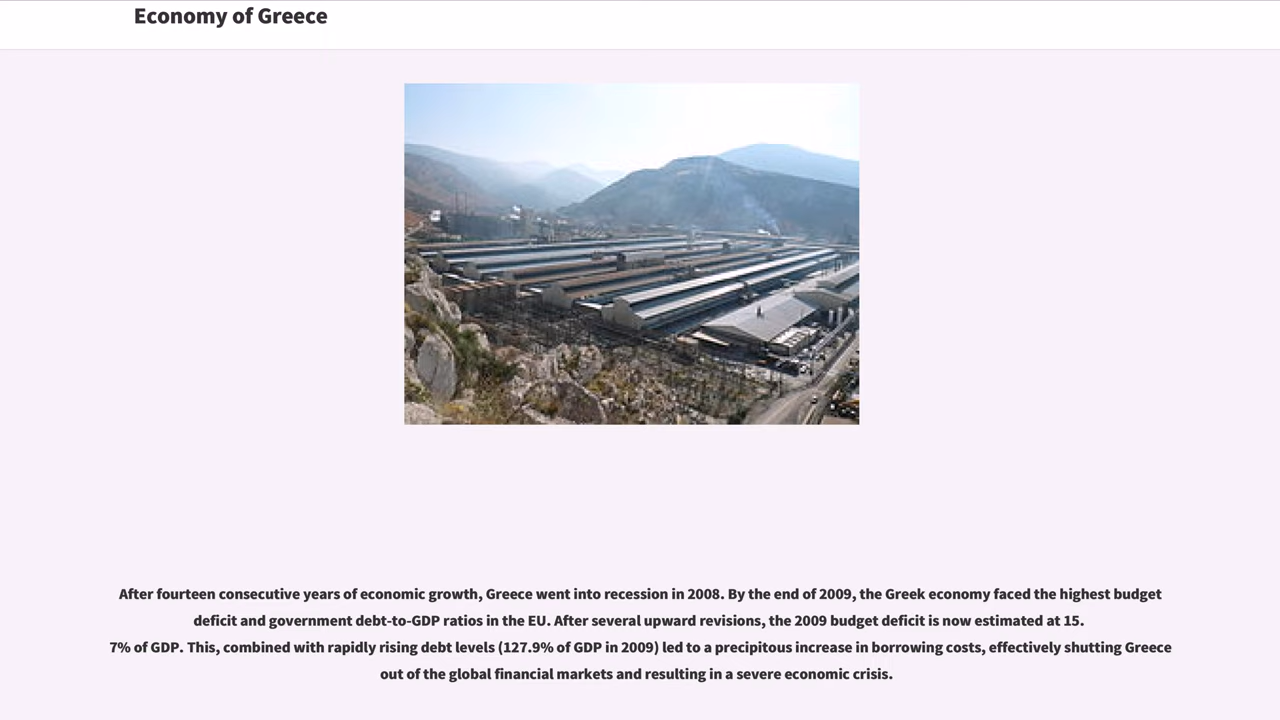 Economy of Greece
After fourteen consecutive years of economic growth, Greece went into recession in 2008. By the end of 2009, the Greek economy faced the highest budget
deficit and government debt-to-GDP ratios in the EU. After several upward revisions, the 2009 budget deficit is now estimated at 15.
7% of GDP. This, combined with rapidly rising debt levels (127.9% of GDP in 2009) led to a precipitous increase in borrowing costs, effectively shutting Greece
out of the global financial markets and resulting in a severe economic crisis.